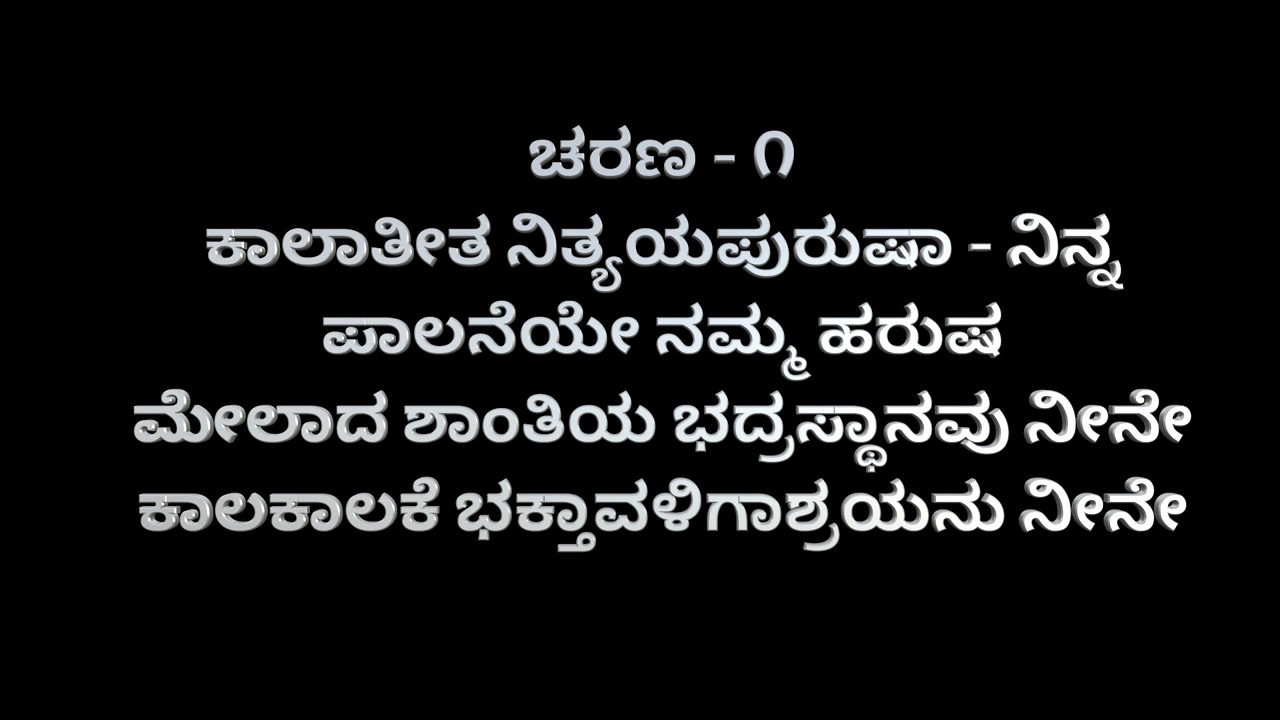 ಚರಣ - ೧
ಕಾಲಾತೀತ ನಿತ್ಯಯಪುರುಷಾ - ನಿನ್ನ
ಪಾಲನೆಯೇ ನಮ್ಮ ಹರುಷ
ಮೇಲಾದ ಶಾಂತಿಯ ಭದ್ರಸ್ಥಾನವು ನೀನೇ
ಕಾಲಕಾಲಕೆ ಭಕ್ತಾವಳಿಗಾಶ್ರಯನು ನೀನೇ